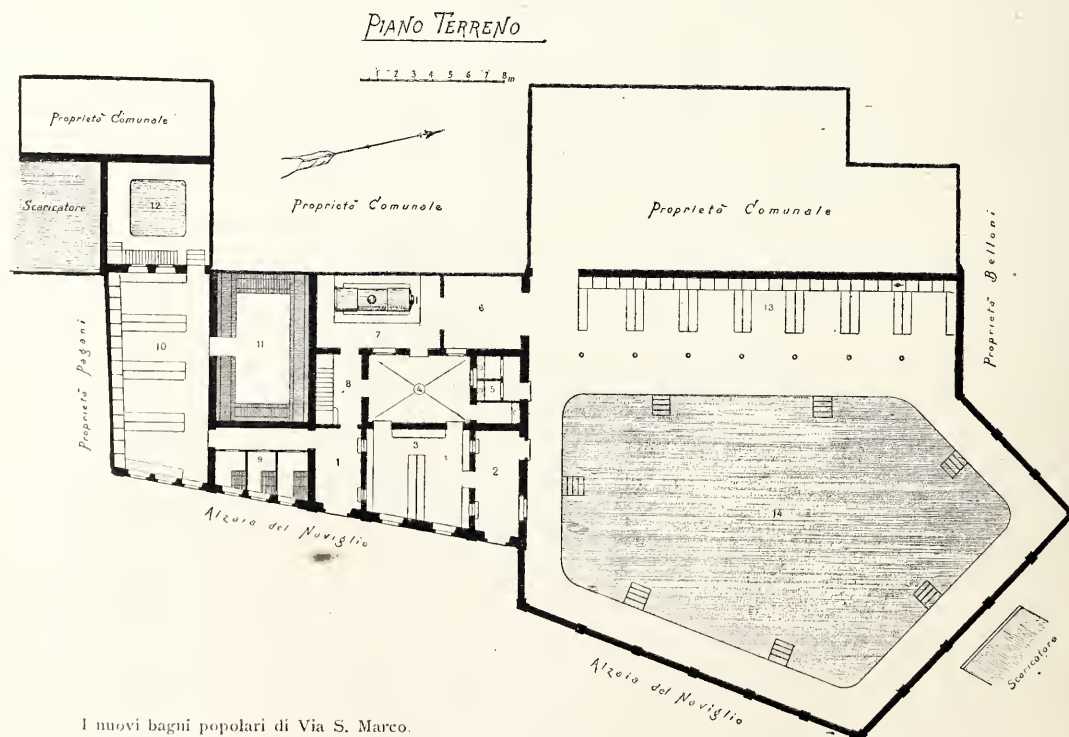 PIANO TERRENO
1 2 3 4 5 6 7 8m
Proprietà Comunale
Scaricatore
12
Proprietà Comunale
Proprietà Comunale
Proprietà Belloni
Proprietà Pagani
10
11
7
6
13
8
4
5
9
1
3
1
2
14
Alzaia del Naviglio
Alzaia del Naviglio
Scaricatore
I nuovi bagni popolari di Via S. Marco.